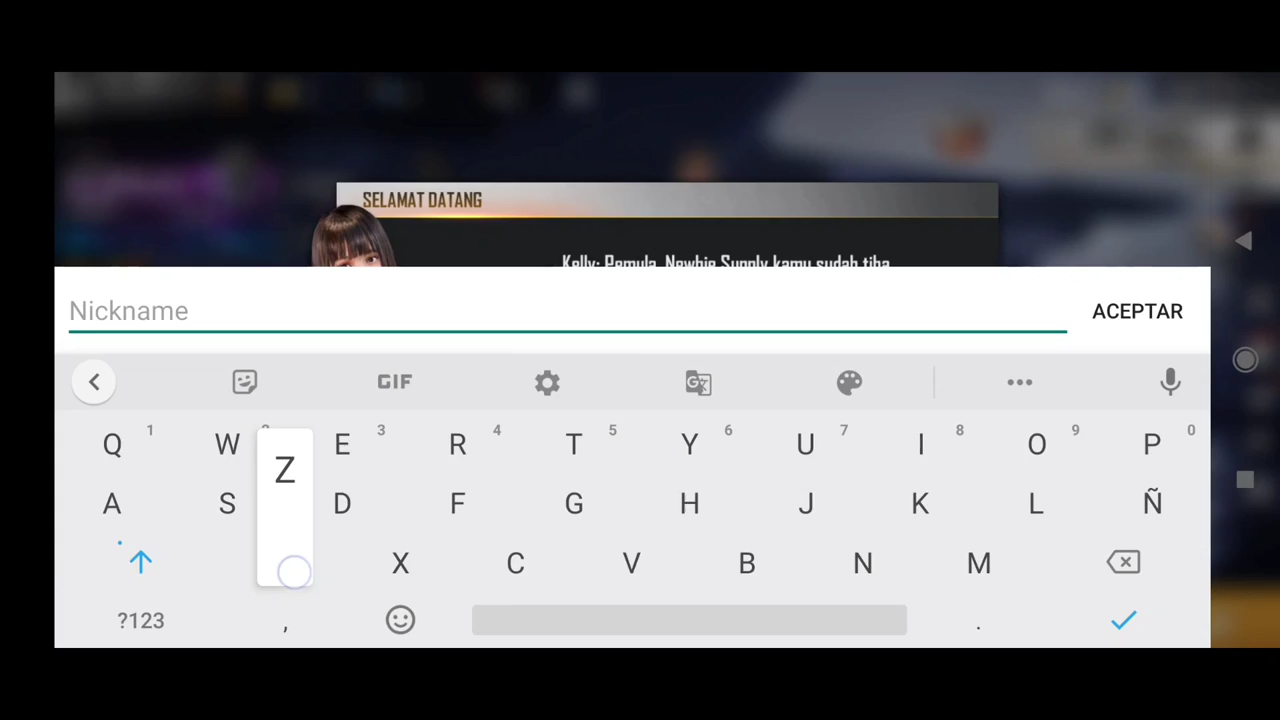 SELAMAT DATANG
Kelly: Pemula, Newbie Supply kamu sudah tiba
Nickname
ACEPTAR
GIF
Q 1 W E 3 R 4 T 5 Y 6 U 7 I 8 O 9 P 0
Z
A S D F G H J K L Ñ
X C V B N M
?123 , .